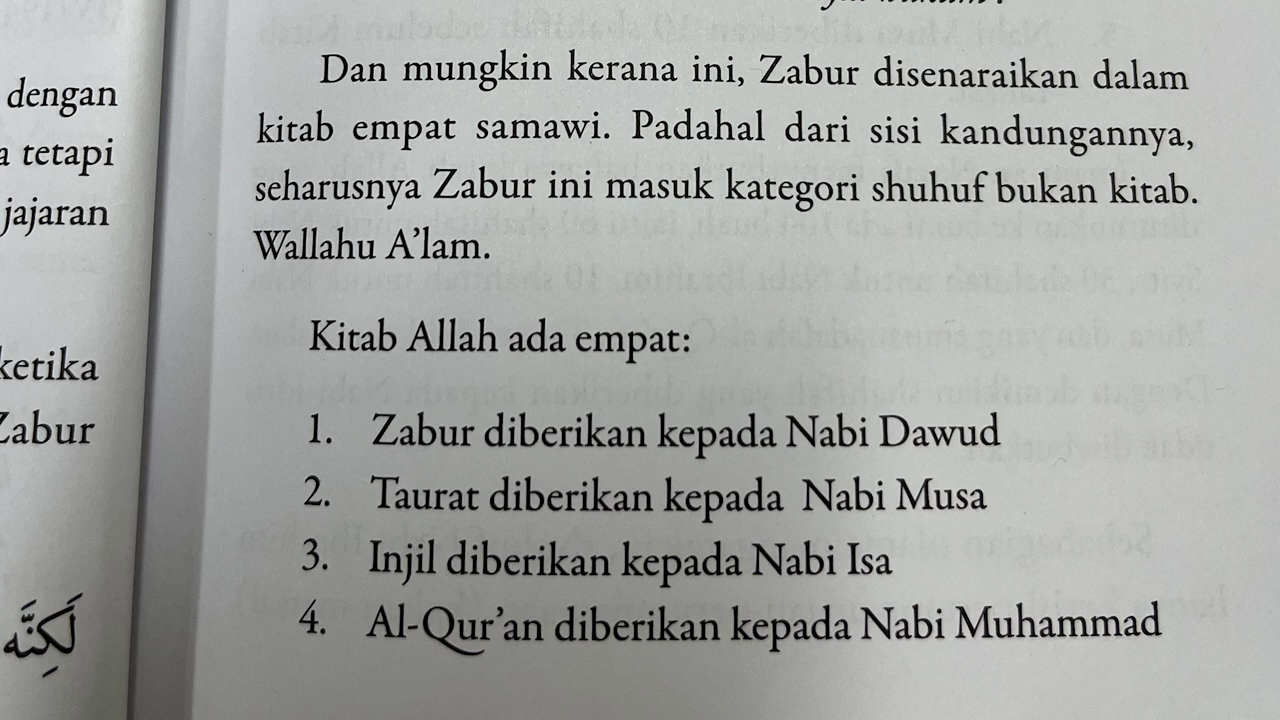 dengan
tetapi
jajaran
ketika
Zabur
لَكِنَّه
Dan mungkin kerana ini, Zabur disenaraikan dalam
kitab empat samawi. Padahal dari sisi kandungannya,
seharusnya Zabur ini masuk kategori shuhuf bukan kitab.
Wallahu A’lam.
Kitab Allah ada empat:
1. Zabur diberikan kepada Nabi Dawud
2. Taurat diberikan kepada Nabi Musa
3. Injil diberikan kepada Nabi Isa
4. Al-Qur’an diberikan kepada Nabi Muhammad